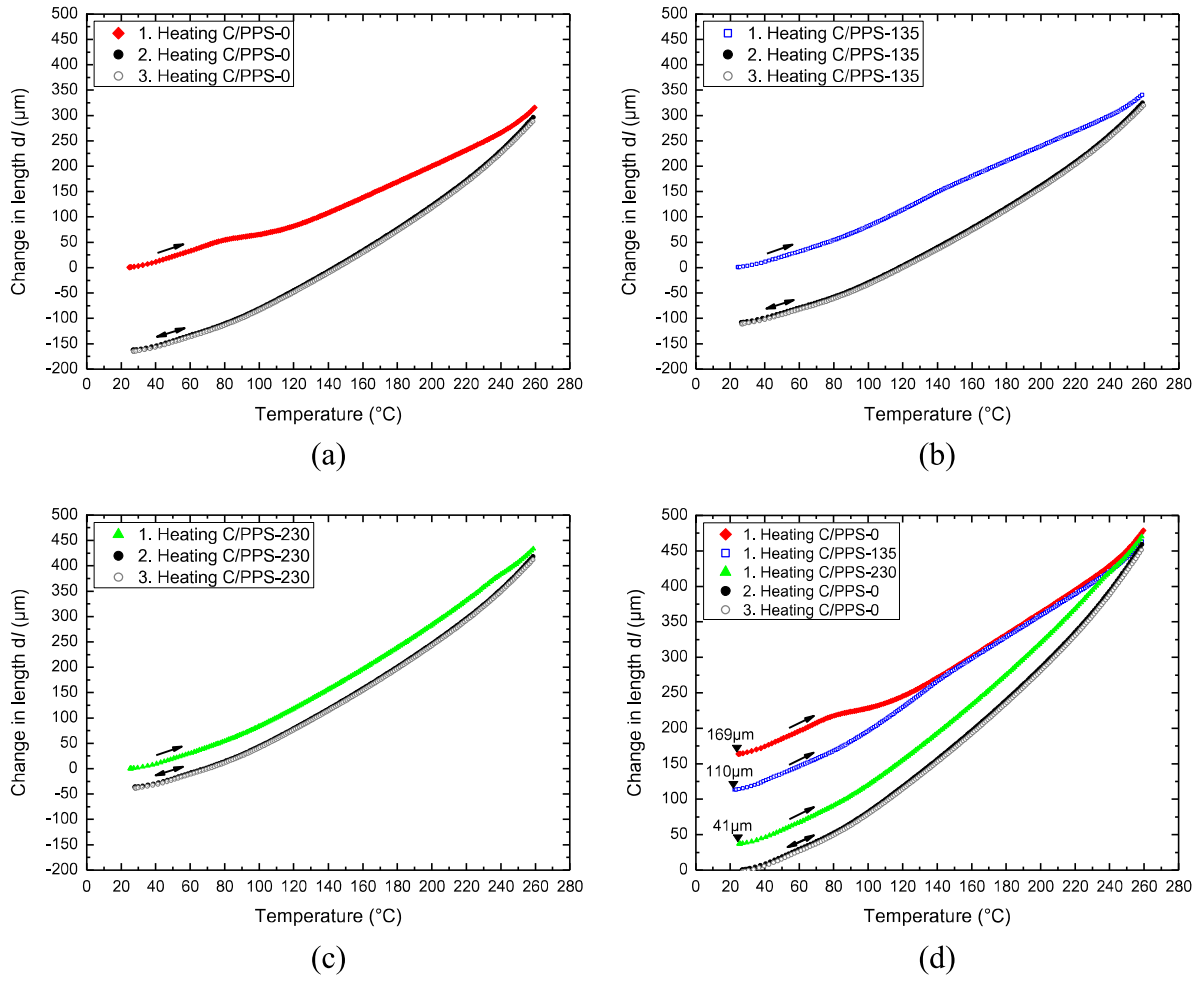 500
450
400
350
300
250
200
150
100
50
0
-50
-100
-150
-200
Change in length dl (μm)
1. Heating C/PPS-0
2. Heating C/PPS-0
3. Heating C/PPS-0
0 20 40 60 80 100 120 140 160 180 200 220 240 260 280
Temperature (°C)
(a)
500
450
400
350
300
250
200
150
100
50
0
-50
-100
-150
-200
Change in length dl (μm)
1. Heating C/PPS-135
2. Heating C/PPS-135
3. Heating C/PPS-135
0 20 40 60 80 100 120 140 160 180 200 220 240 260 280
Temperature (°C)
(b)
500
450
400
350
300
250
200
150
100
50
0
-50
-100
-150
-200
Change in length dl (μm)
1. Heating C/PPS-230
2. Heating C/PPS-230
3. Heating C/PPS-230
0 20 40 60 80 100 120 140 160 180 200 220 240 260 280
Temperature (°C)
(c)
500
450
400
350
300
250
200
150
100
50
0
Change in length dl (μm)
1. Heating C/PPS-0
1. Heating C/PPS-135
1. Heating C/PPS-230
2. Heating C/PPS-0
3. Heating C/PPS-0
169μm
110μm
41μm
0 20 40 60 80 100 120 140 160 180 200 220 240 260 280
Temperature (°C)
(d)